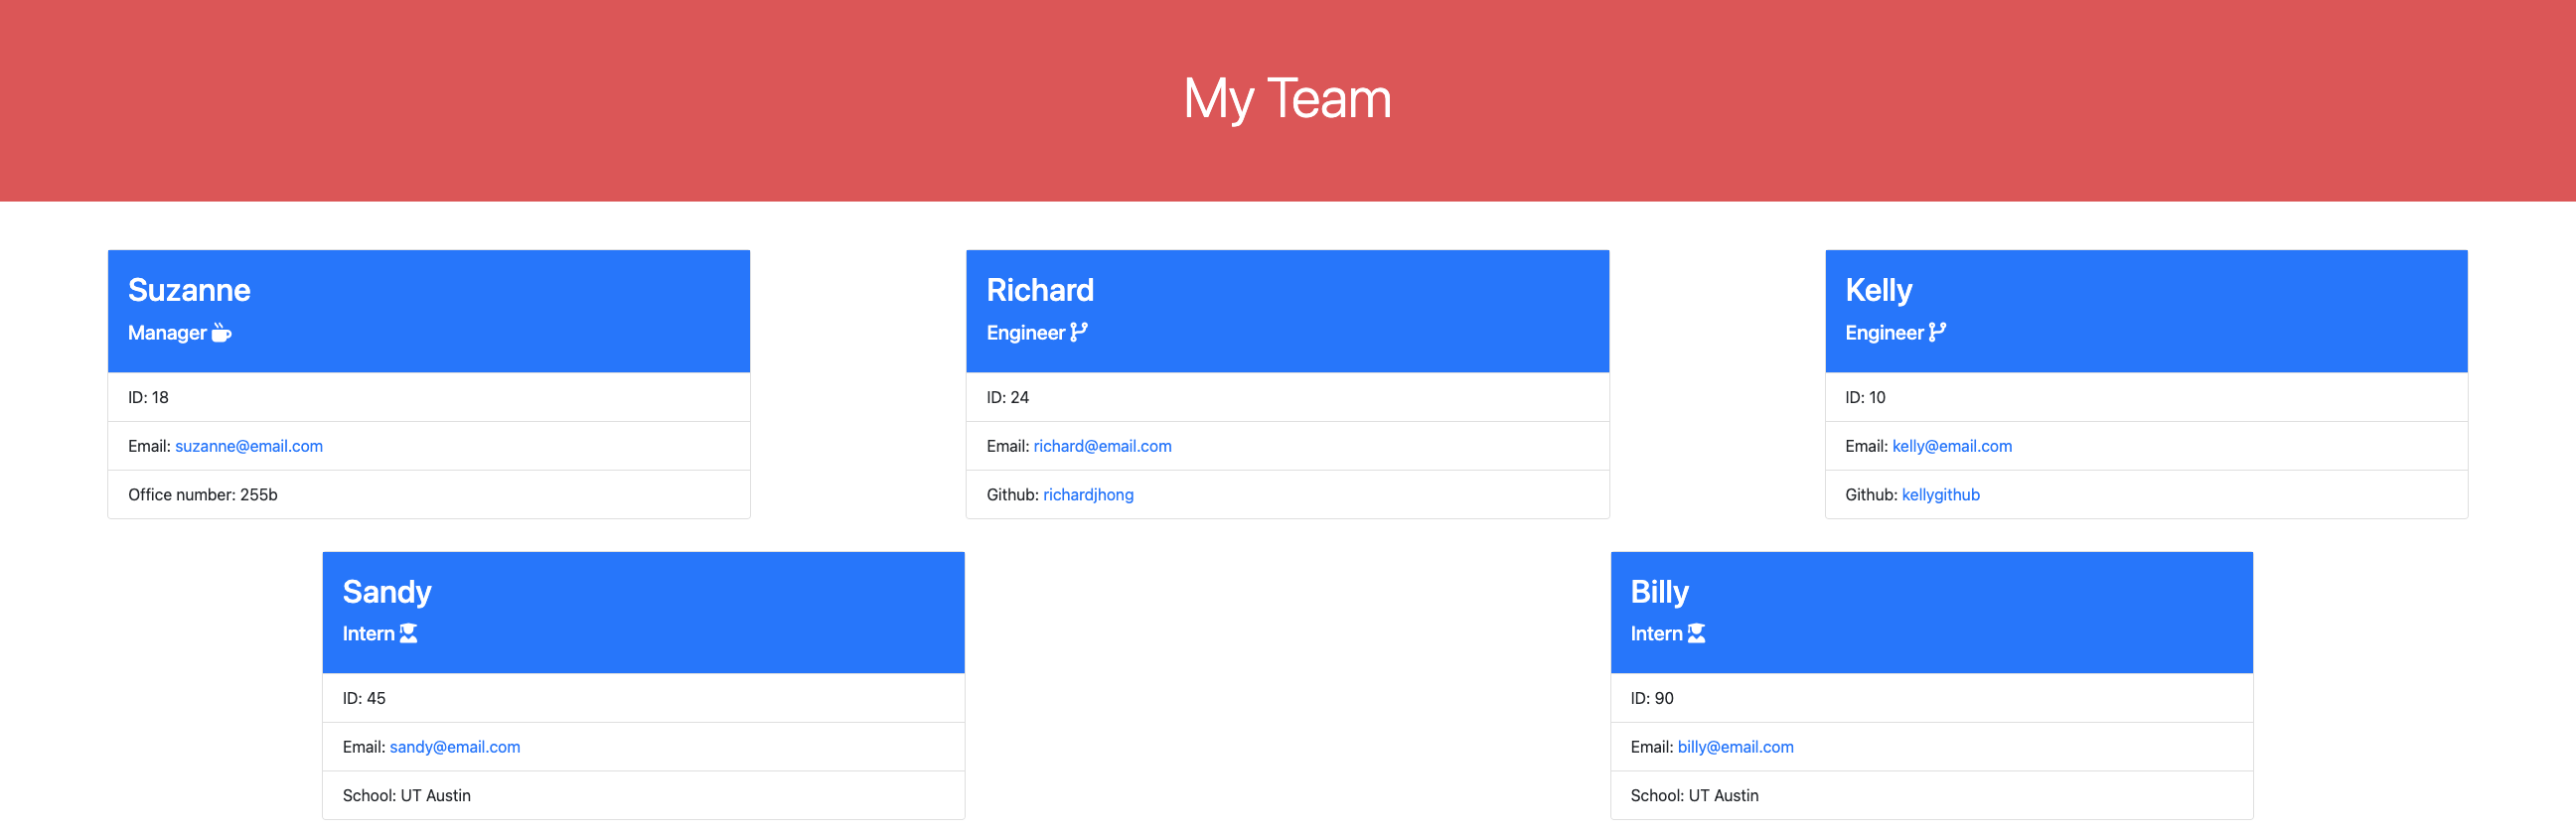 My Team
Suzanne
Manager
ID: 18
Email: suzanne@email.com
Office number: 255b
Richard
Engineer
ID: 24
Email: richard@email.com
Github: richardjhong
Kelly
Engineer
ID: 10
Email: kelly@email.com
Github: kellygithub
Sandy
Intern
ID: 45
Email: sandy@email.com
School: UT Austin
Billy
Intern
ID: 90
Email: billy@email.com
School: UT Austin